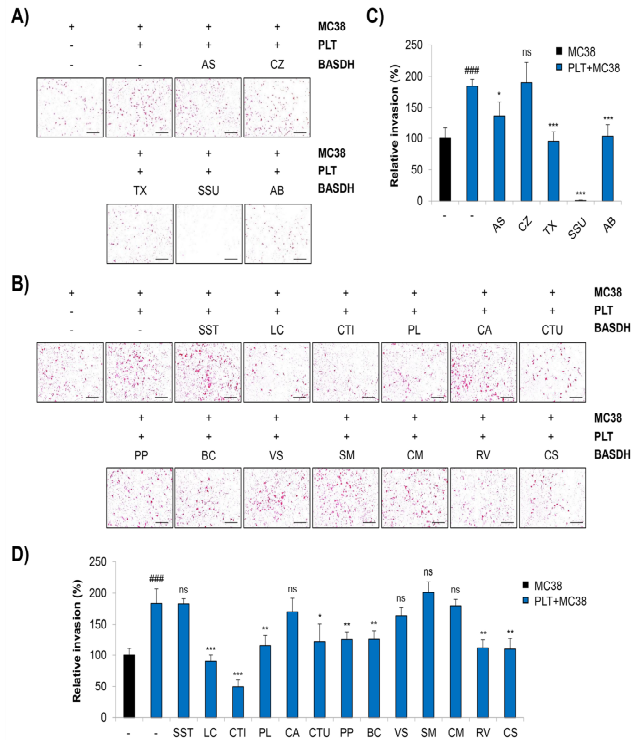 A)
+ + + + MC38
- + + + PLT
- - AS CZ BASDH
+ + + MC38
+ + + PLT
TX SSU AB BASDH
C)
MC38
PLT+MC38
Relative invasion (%)
250
200
150
100
50
0
### * ns *** *** ***
- - AS CZ TX SSU AB
B)
+ + + + + + + + MC38
- + + + + + + + PLT
- - SST LC CTI PL CA CTU BASDH
+ + + + + + + MC38
+ + + + + + + PLT
PP BC VS SM CM RV CS BASDH
D)
Relative invasion (%)
250
200
150
100
50
0
### ns *** *** ** ns * ** ** ns ns ns ** **
MC38
PLT+MC38
- - SST LC CTI PL CA CTU PP BC VS SM CM RV CS